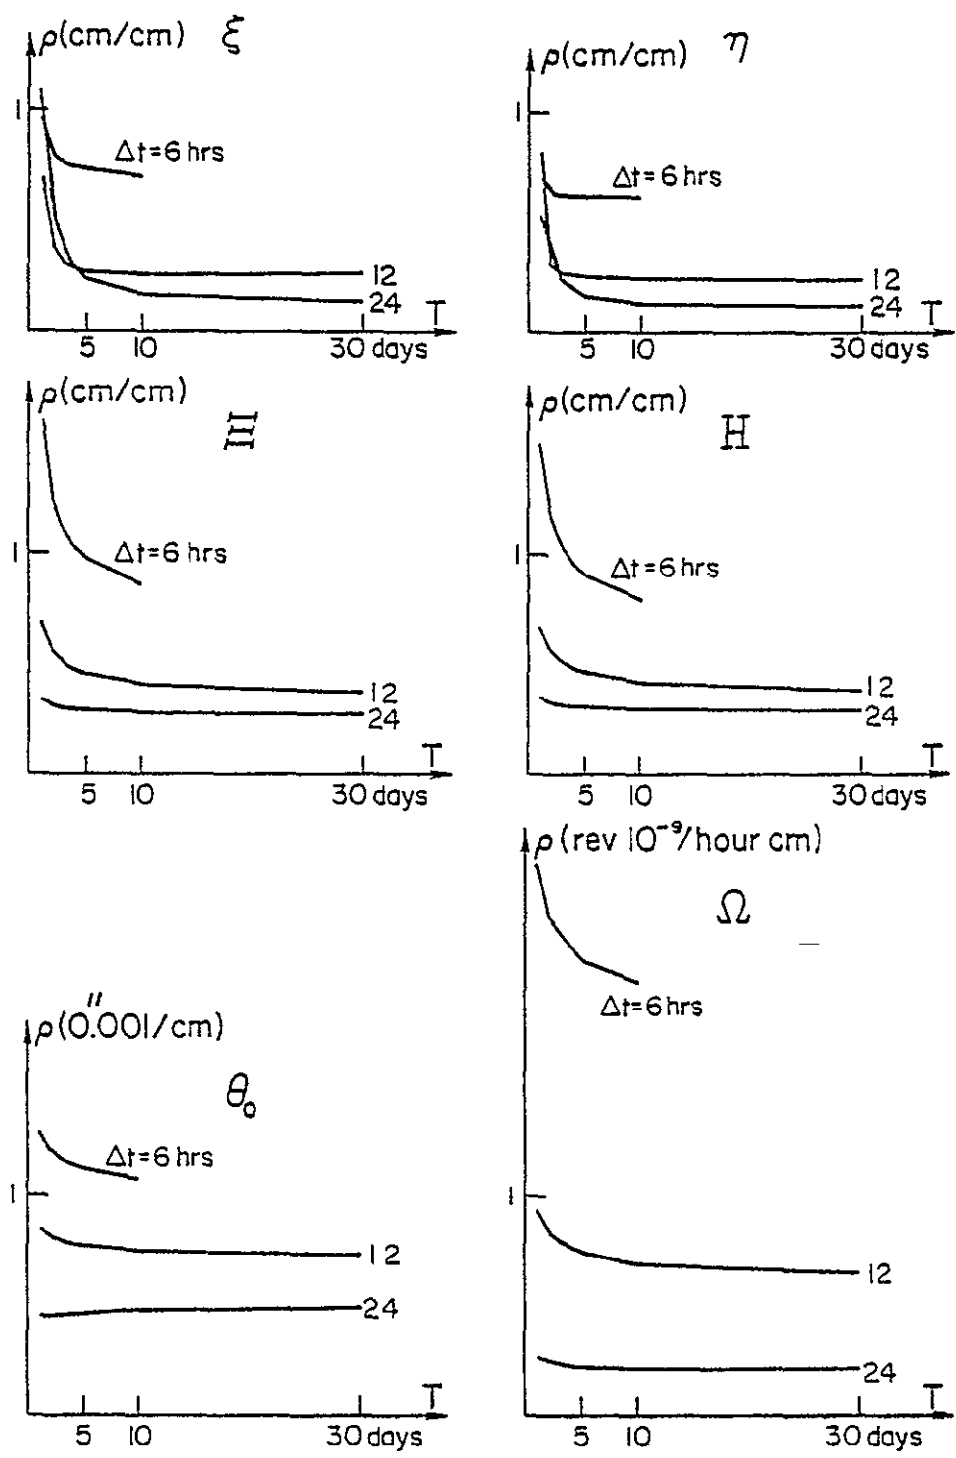 ρ(cm/cm) ξ
1
Δt=6 hrs
12
24
T
5 10 30 days
ρ(cm/cm) η
1
Δt=6 hrs
12
24
T
5 10 30 days
ρ(cm/cm)
Ξ
1
Δt=6 hrs
12
24
T
5 10 30 days
ρ(cm/cm)
H
1
Δt=6 hrs
12
24
T
5 10 30 days
ρ(0."001/cm)
θ₀
Δt=6 hrs
1
12
24
T
5 10 30 days
ρ(rev 10⁻⁹/hour cm)
Ω
Δt=6 hrs
1
12
24
T
5 10 30 days